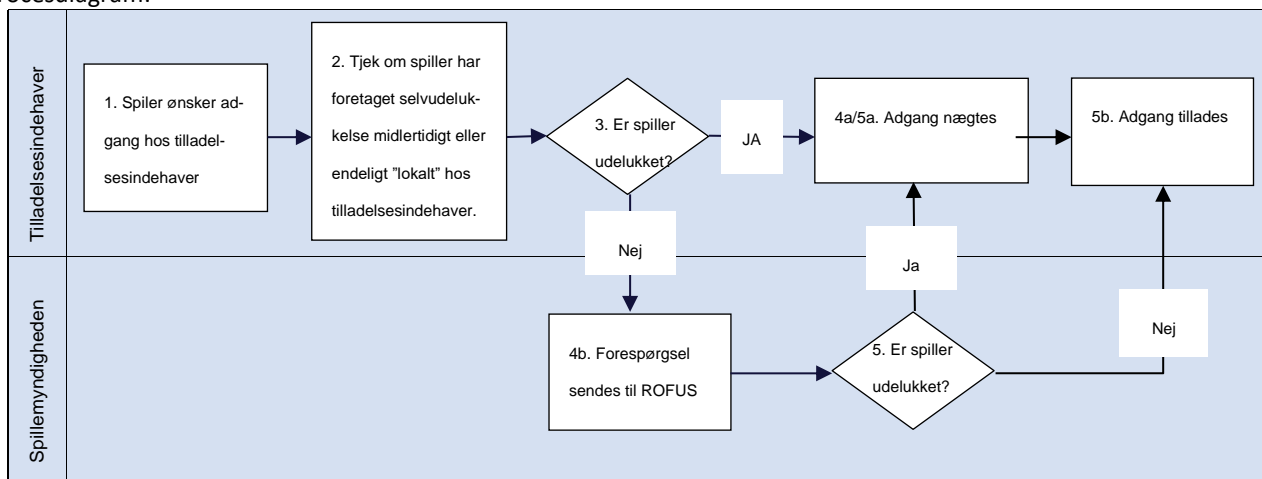 Procesdiagram:
Tilladelsesindehaver
1. Spiler ønsker ad-
gang hos tilladel-
sesindehaver
2. Tjek om spiller har
foretaget selvudeluk-
kelse midlertidigt eller
endeligt ”lokalt” hos
tilladelsesindehaver.
3. Er spiller
udelukket?
JA
4a/5a. Adgang nægtes
5b. Adgang tillades
Nej
Ja
Spillemyndigheden
4b. Forespørgsel
sendes til ROFUS
5. Er spiller
udelukket?
Nej